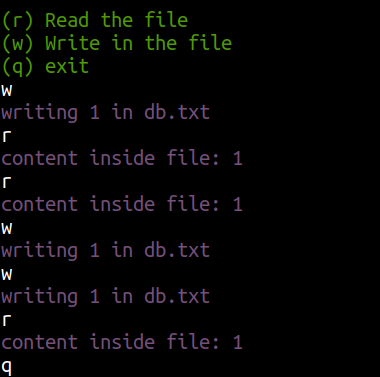 (r) Read the file
(w) Write in the file
(q) exit
w
writing 1 in db.txt
r
content inside file: 1
r
content inside file: 1
w
writing 1 in db.txt
w
writing 1 in db.txt
r
content inside file: 1
q